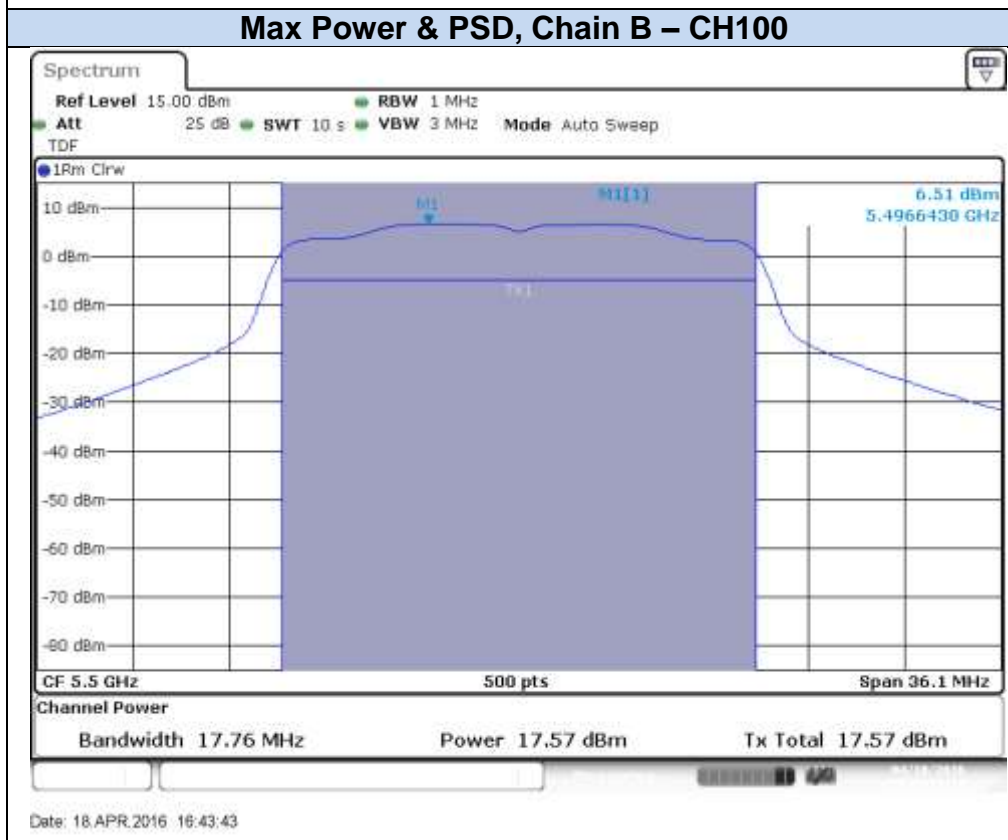 Max Power & PSD, Chain B – CH100
Spectrum
Ref Level 15.00 dBm RBW 1 MHz
Att 25 dB SWT 10 s VBW 3 MHz Mode Auto Sweep
TDF
1Rm Clrw
M1[1] 6.51 dBm
5.4966430 GHz
M1
10 dBm
0 dBm
Tx1
-10 dBm
-20 dBm
-30 dBm
-40 dBm
-50 dBm
-60 dBm
-70 dBm
-80 dBm
CF 5.5 GHz 500 pts Span 36.1 MHz
Channel Power
Bandwidth 17.76 MHz Power 17.57 dBm Tx Total 17.57 dBm
Date: 18.APR.2016 16:43:43